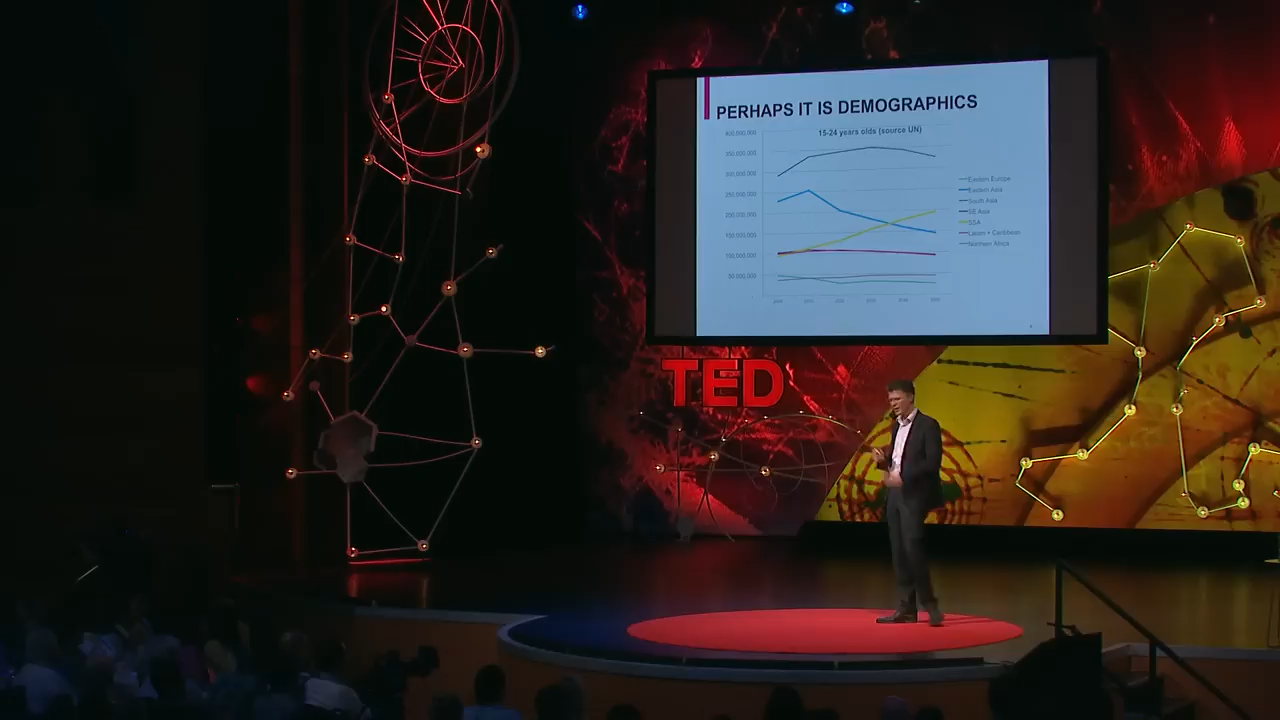 PERHAPS IT IS DEMOGRAPHICS
15-24 years olds (source UN)
400,000,000
350,000,000
300,000,000
250,000,000
200,000,000
150,000,000
100,000,000
50,000,000
Eastern Europe
Eastern Asia
South Asia
SE Asia
SSA
Latam + Caribbean
Northern Africa
TED